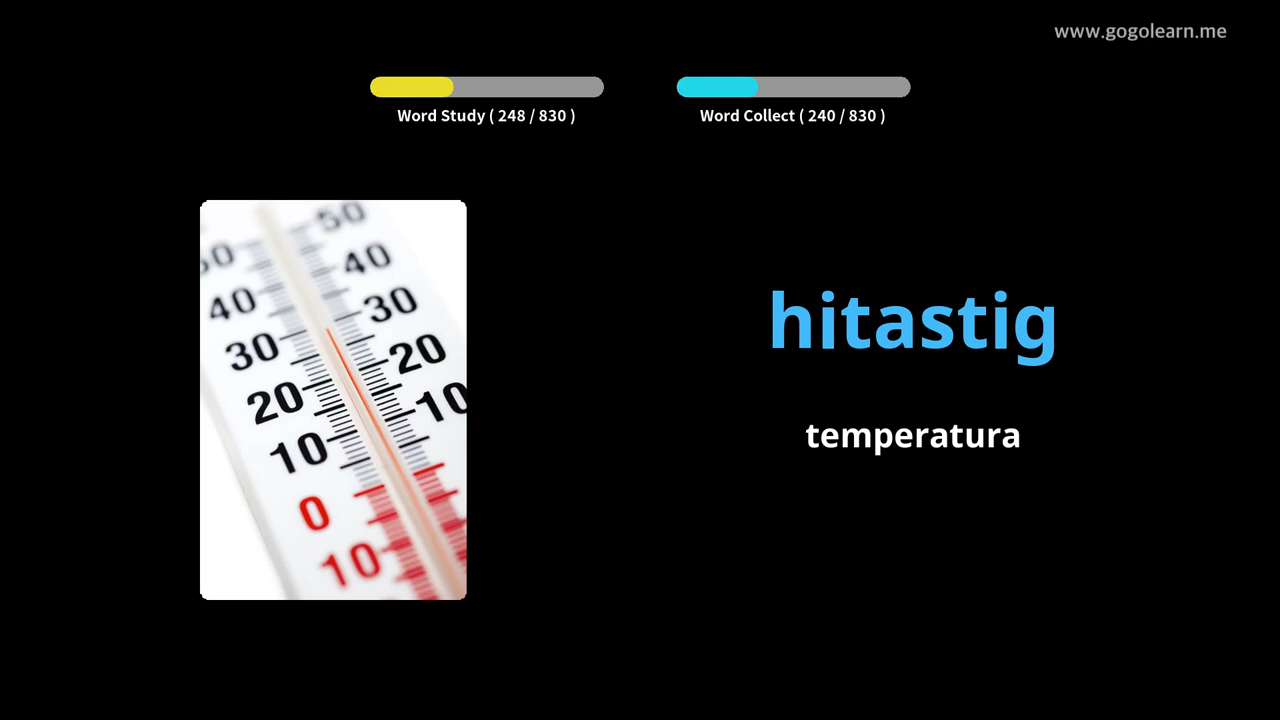 www.gogolearn.me
Word Study ( 248 / 830 )
Word Collect ( 240 / 830 )
50
40
30
20
10
40
30
20
10
0
10
hitastig
temperatura